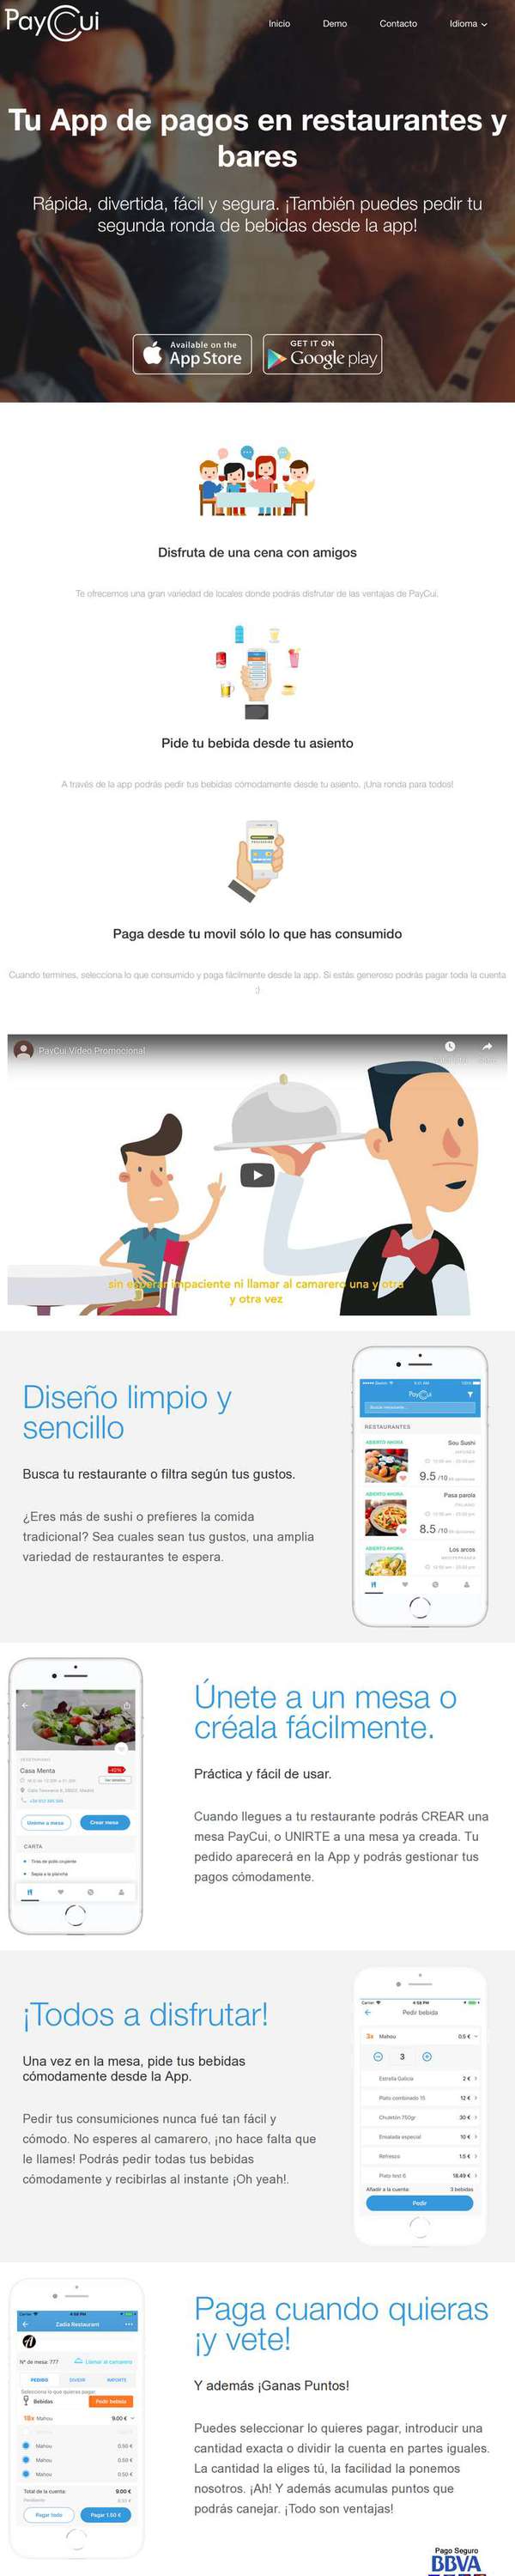 PayCui
Inicio Demo Contacto Idioma
Tu App de pagos en restaurantes y
bares
Rápida, divertida, fácil y segura. ¡También puedes pedir tu
segunda ronda de bebidas desde la app!
Available on the
App Store
GET IT ON
Google play
Disfruta de una cena con amigos
Te ofrecemos una gran variedad de locales donde podrás disfrutar de las ventajas de PayCui.
Pide tu bebida desde tu asiento
A través de la app podrás pedir tus bebidas cómodamente desde tu asiento. ¡Una ronda para todos!
Paga desde tu movil sólo lo que has consumido
Cuando termines, selecciona lo que consumido y paga fácilmente desde la app. Si estás generoso podrás pagar toda la cuenta
;)
PayCui Video Promocional
sin esperar impaciente ni llamar al camarero una y otra
y otra vez
Diseño limpio y
sencillo
Busca tu restaurante o filtra según tus gustos.
¿Eres más de sushi o prefieres la comida
tradicional? Sea cuales sean tus gustos, una amplia
variedad de restaurantes te espera.
PayCui
RESTAURANTES
ABIERTO AHORA
Sou Sushi
9.5 /10
ABIERTO AHORA
Pasa parola
8.5 /10
ABIERTO AHORA
Los arcos
Únete a un mesa o
créala fácilmente.
Práctica y fácil de usar.
Cuando llegues a tu restaurante podrás CREAR una
mesa PayCui, o UNIRTE a una mesa ya creada. Tu
pedido aparecerá en la App y podrás gestionar tus
pagos cómodamente.
Casa Menta
Unirme a mesa
Crear mesa
CARTA
¡Todos a disfrutar!
Una vez en la mesa, pide tus bebidas
cómodamente desde la App.
Pedir tus consumiciones nunca fué tan fácil y
cómodo. No esperes al camarero, ¡no hace falta que
le llames! Podrás pedir todas tus bebidas
cómodamente y recibirlas al instante ¡Oh yeah!.
Carrier 4:58 PM
Pedir bebida
3x Mahou 0.5 €
3
Estrella Galicia 2 €
Plato combinado 15 12 €
Chuletón 750gr 30 €
Ensalada especial 10 €
Refresco 1.5 €
Plato test 6 18.49 €
Añadir a la cuenta: 3 bebidas
Pedir
Paga cuando quieras
¡y vete!
Y además ¡Ganas Puntos!
Puedes seleccionar lo quieres pagar, introducir una
cantidad exacta o dividir la cuenta en partes iguales.
La cantidad la eliges tú, la facilidad la ponemos
nosotros. ¡Ah! Y además acumulas puntos que
podrás canjear. ¡Todo son ventajas!
Carrier 4:58 PM
Zadia Restaurant
Nº de mesa 777 Llamar al camarero
PEDIDO DIVIDIR IMPORTE
Selecciona lo que quieras pagar
Bebidas Pedir bebida
18x Mahou 9.00 €
Mahou 0.50 €
Mahou 0.50 €
Mahou 0.50 €
Total de la cuenta 9.00 €
Pagar todo
Pagar 1.50 €
Pago Seguro
BBVA